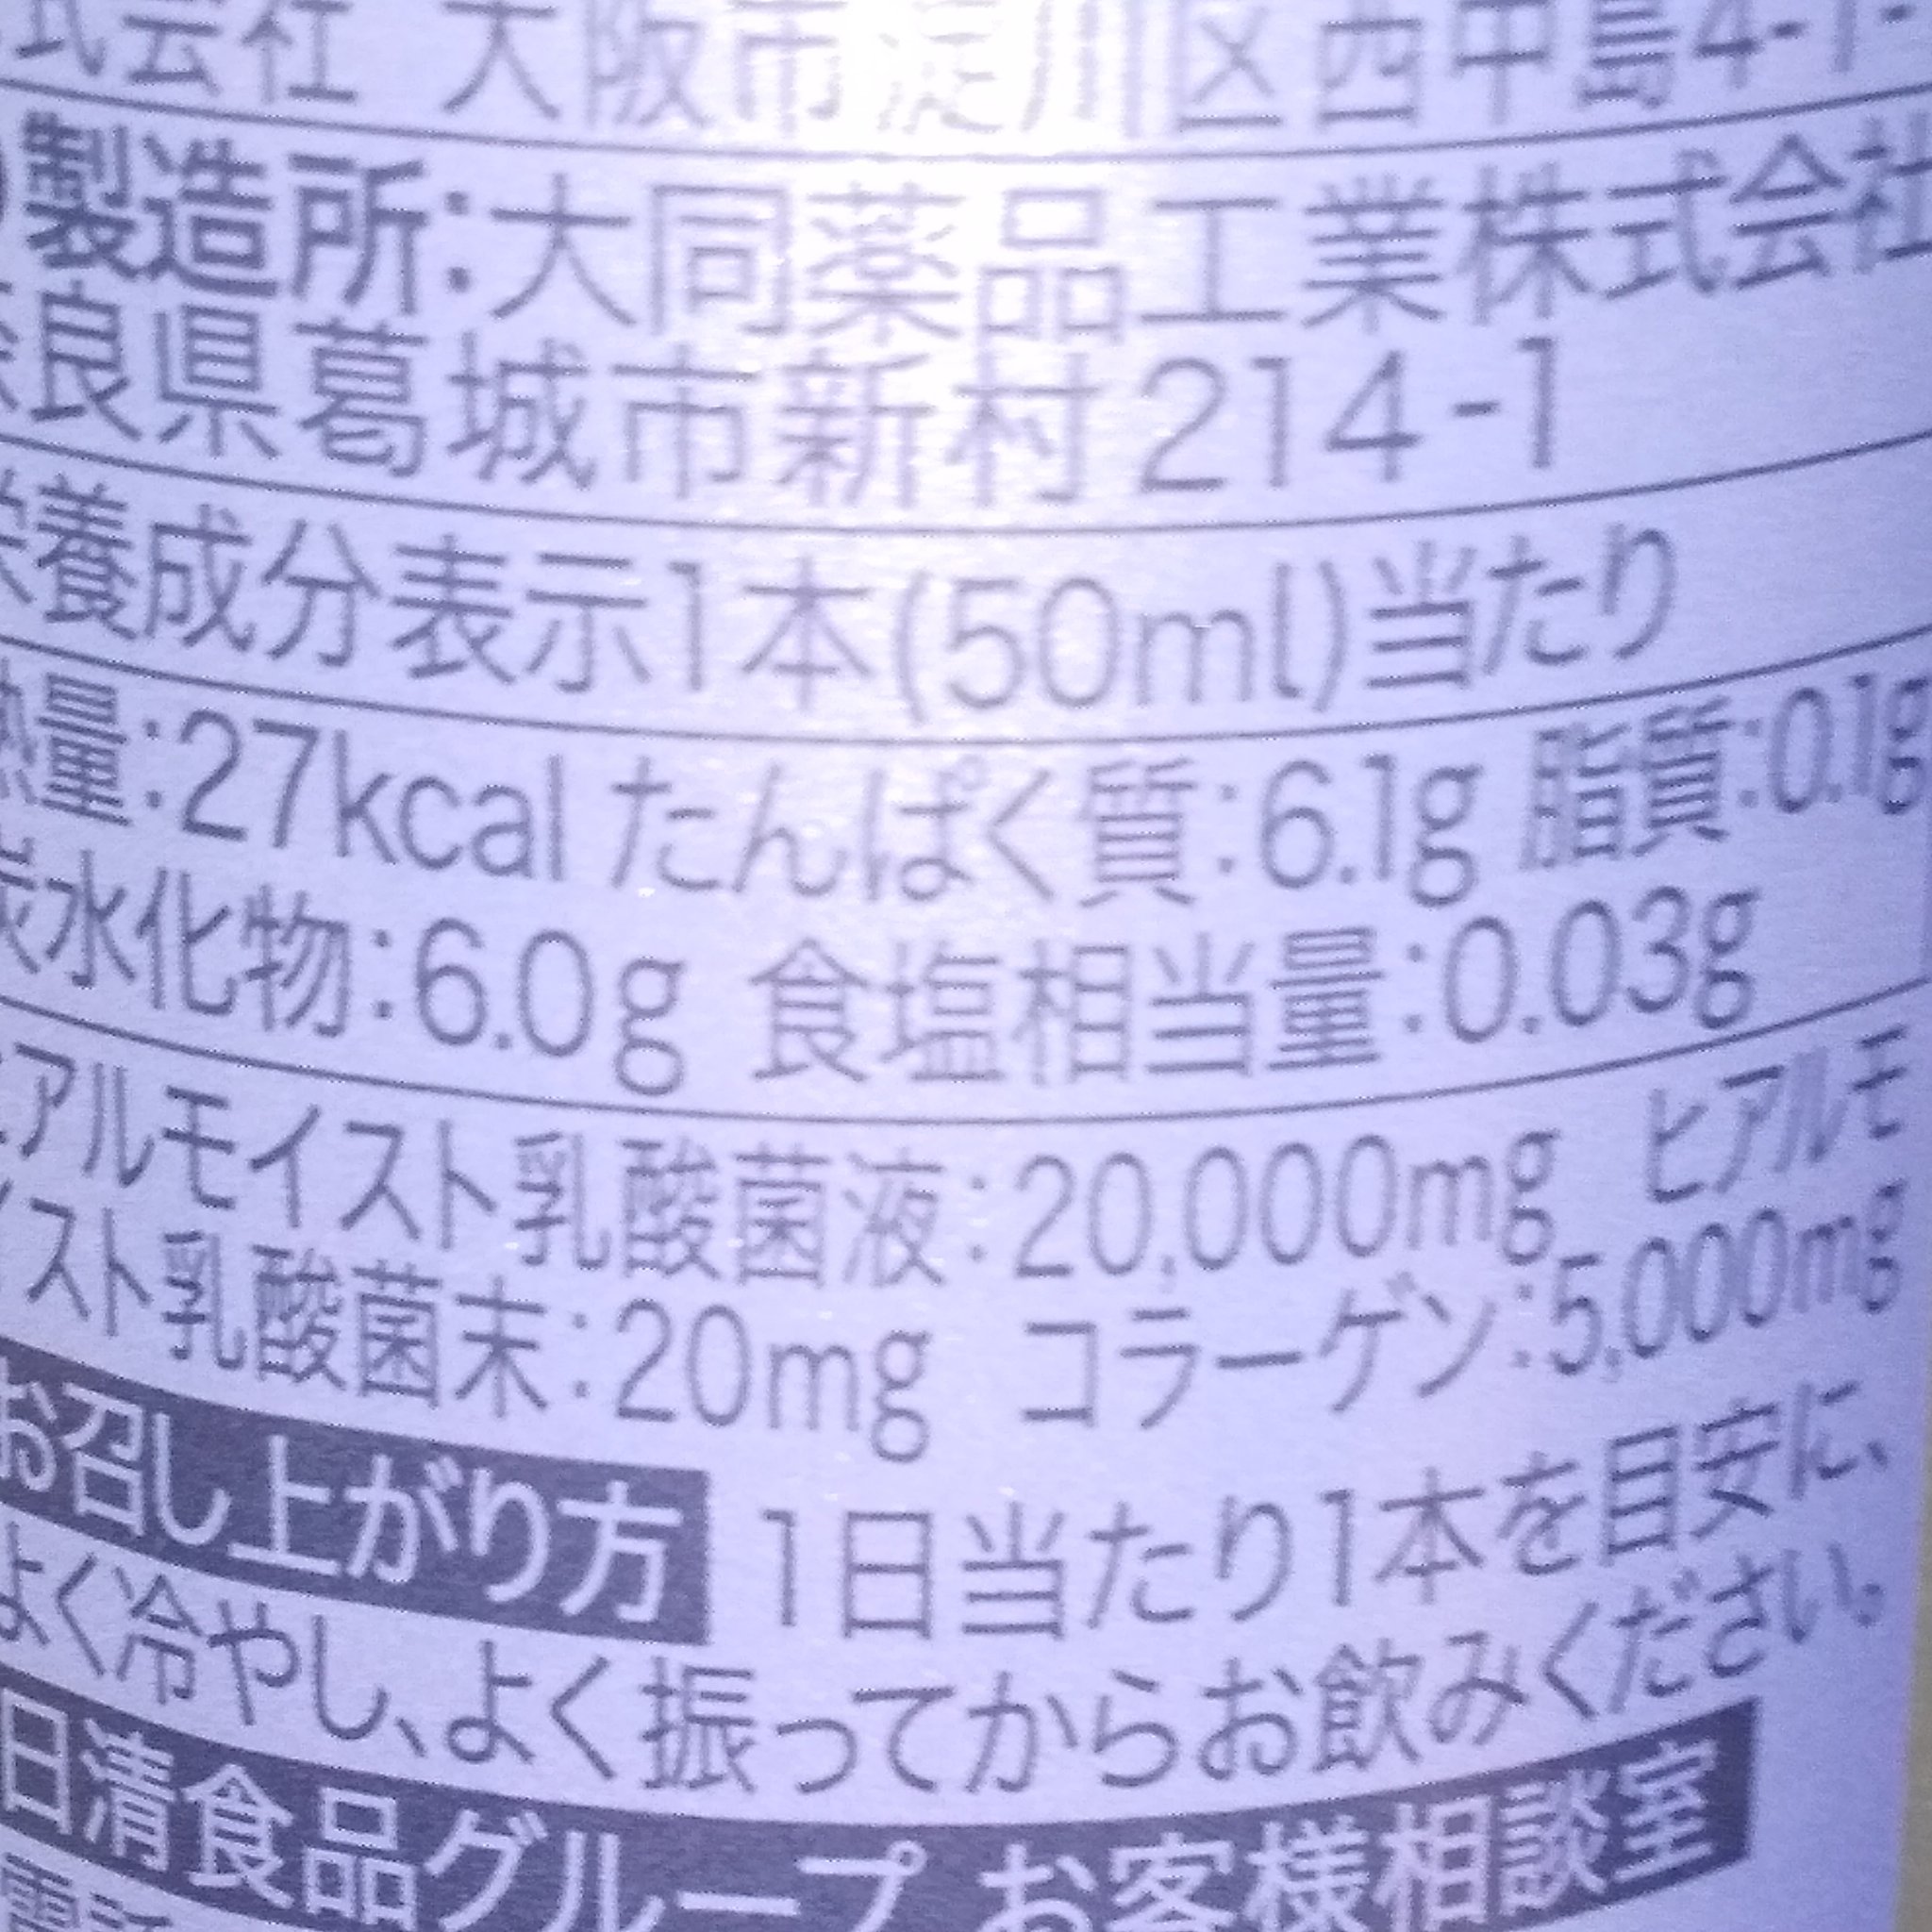 式会社 大阪市淀川区西中島4-1-
製造所:大同薬品工業株式会社
奈良県葛城市新村214-1
栄養成分表示1本(50ml)当たり
熱量:27kcal たんぱく質:6.1g 脂質:0.1g
炭水化物:6.0g 食塩相当量:0.03g
ヒアルモイスト乳酸菌液:20,000mg ヒアルモ
イスト乳酸菌末:20mg コラーゲン:5,000mg
お召し上がり方 1日当たり1本を目安に、
よく冷やし、よく振ってからお飲みください。
日清食品グループ お客様相談室